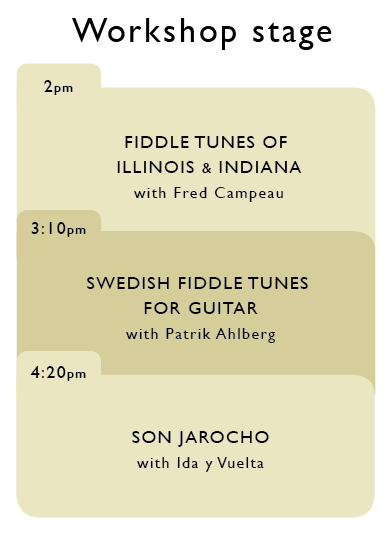 Workshop stage
2pm
FIDDLE TUNES OF
ILLINOIS & INDIANA
with Fred Campeau
3:10pm
SWEDISH FIDDLE TUNES
FOR GUITAR
with Patrik Ahlberg
4:20pm
SON JAROCHO
with Ida y Vuelta